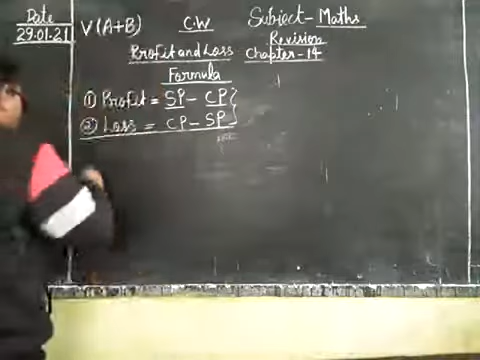 Date
29.01.21
V (A+B) C.W Subject - Maths
Revision
Profit and Loss Chapter - 14
Formula
① Profit = SP - CP
② Loss = CP - SP